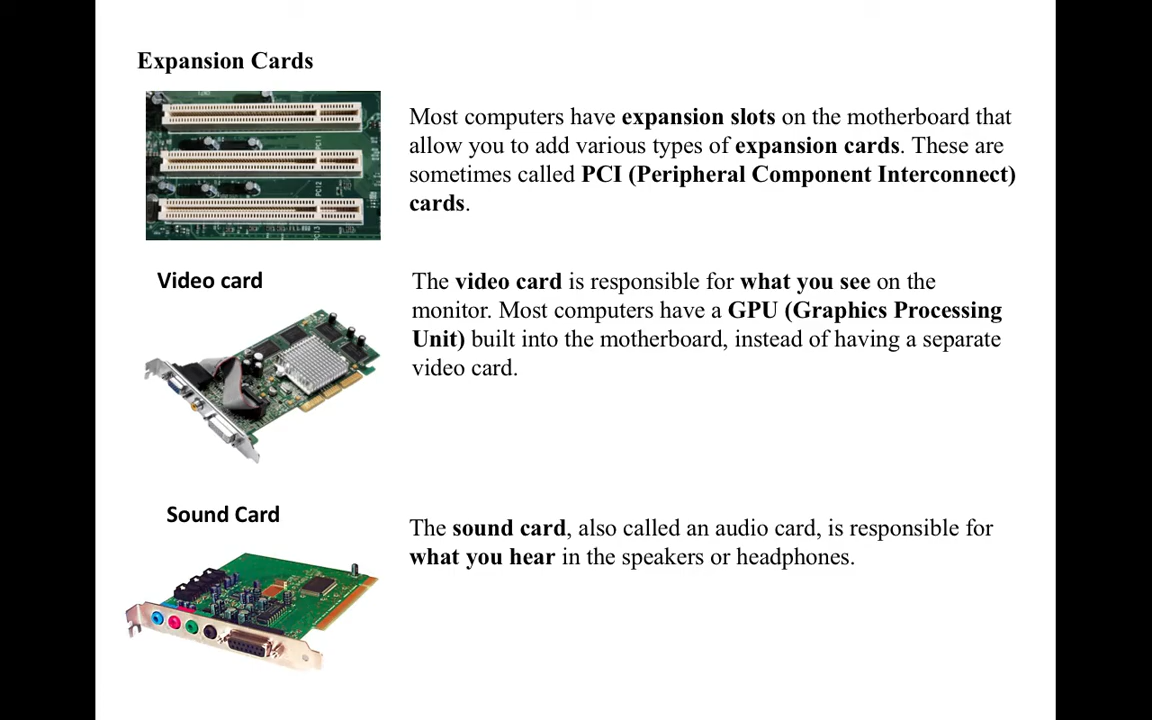 Expansion Cards
Most computers have expansion slots on the motherboard that
allow you to add various types of expansion cards. These are
sometimes called PCI (Peripheral Component Interconnect)
cards.
PCI1
PCI2
PCI3
Video card
The video card is responsible for what you see on the
monitor. Most computers have a GPU (Graphics Processing
Unit) built into the motherboard, instead of having a separate
video card.
Sound Card
The sound card, also called an audio card, is responsible for
what you hear in the speakers or headphones.